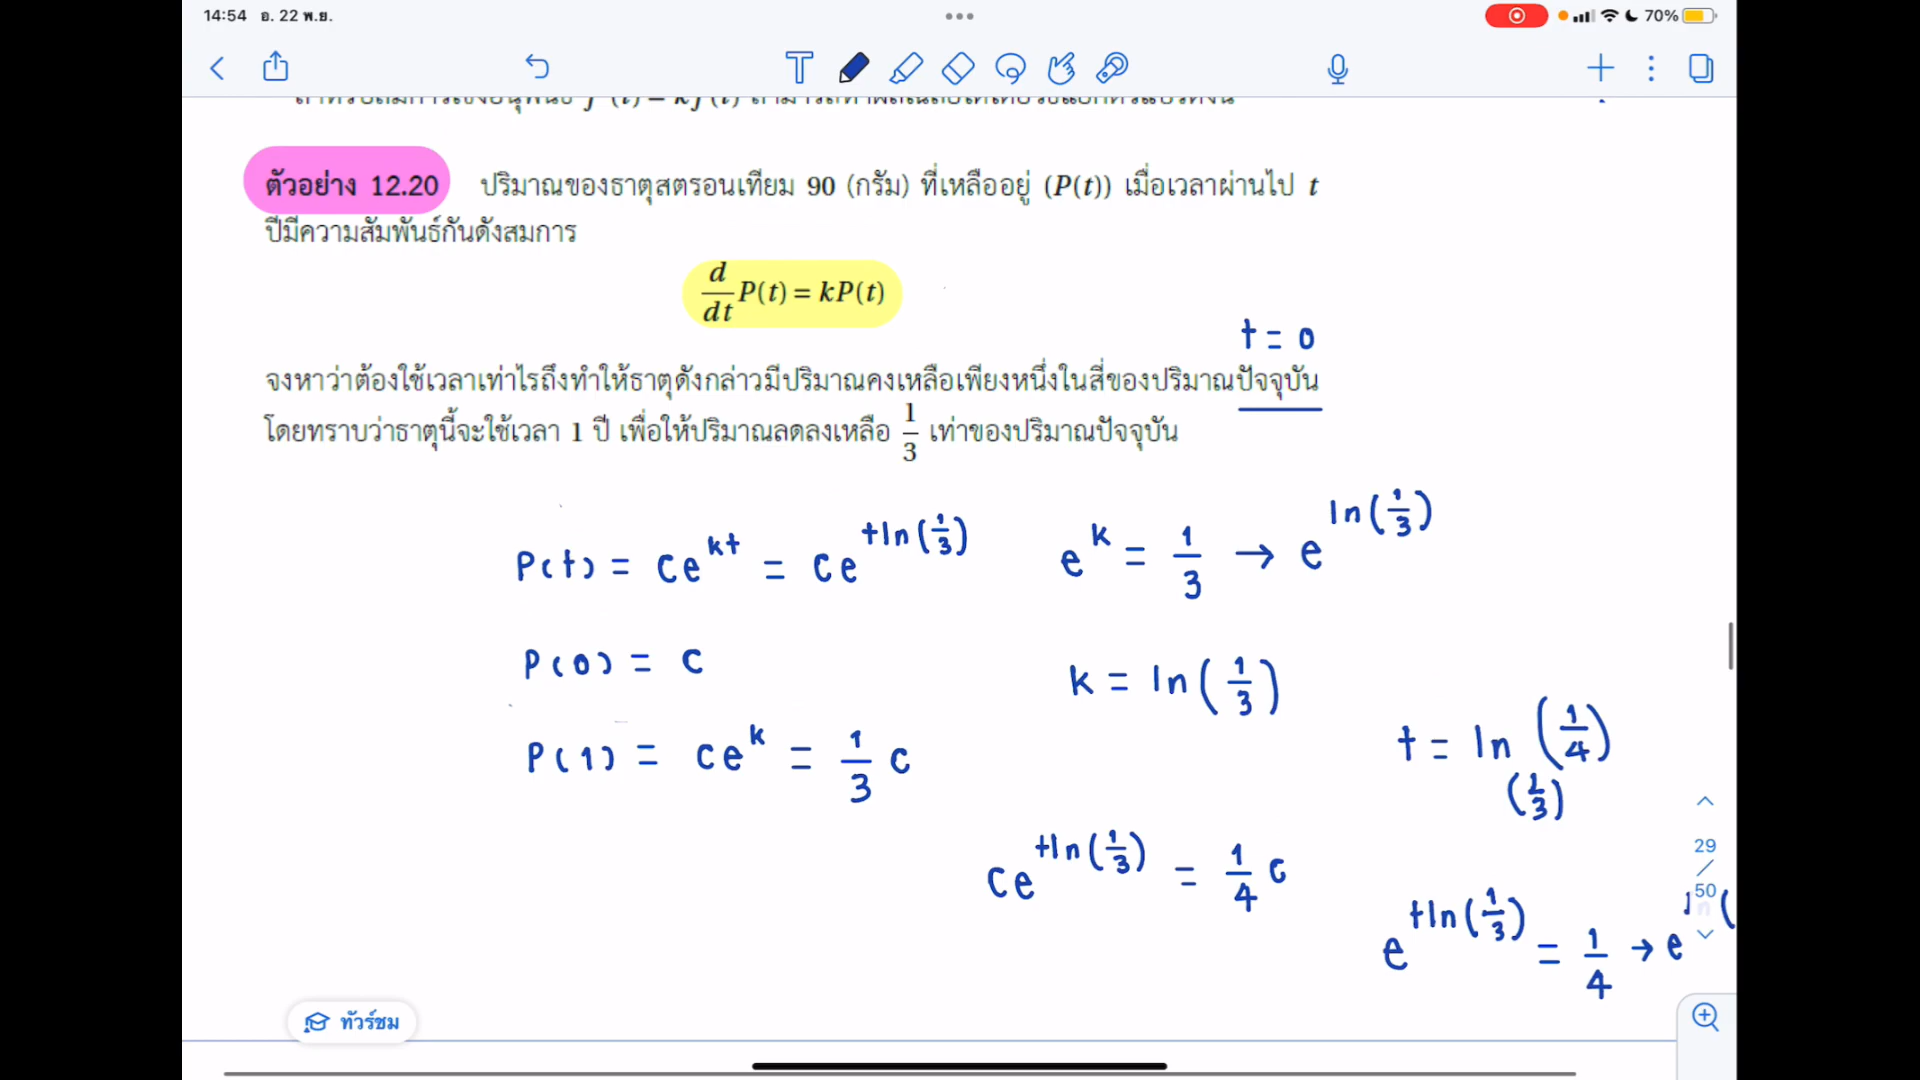 14:54 อ. 22 พ.ย.
70%
ตัวอย่าง 12.20 ปริมาณของธาตุสตรอนเทียม 90 (กรัม) ที่เหลืออยู่ (P(t)) เมื่อเวลาผ่านไป t
ปีมีความสัมพันธ์กันดังสมการ
d/dt P(t) = kP(t)
t = 0
จงหาว่าต้องใช้เวลาเท่าไรถึงทำให้ธาตุดังกล่าวมีปริมาณคงเหลือเพียงหนึ่งในสี่ของปริมาณปัจจุบัน
โดยทราบว่าธาตุนี้จะใช้เวลา 1 ปี เพื่อให้ปริมาณลดลงเหลือ 1/3 เท่าของปริมาณปัจจุบัน
P(t) = ce^kt = ce^tln(1/3)
e^k = 1/3 → e^ln(1/3)
P(0) = c
k = ln(1/3)
P(1) = ce^k = 1/3 c
t = ln (1/4)
(1/3)
ce^tln(1/3) = 1/4 c
e^tln(1/3) = 1/4 → e
29
/
50
ทัวร์ชม